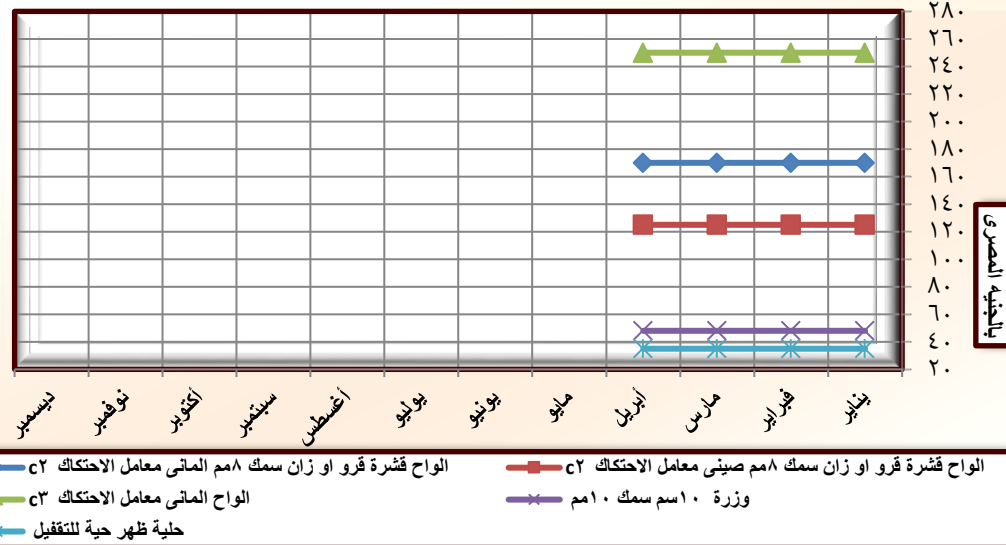 ٢٨٠
٢٦٠
٢٤٠
٢٢٠
٢٠٠
١٨٠
١٦٠
١٤٠
١٢٠
١٠٠
٨٠
٦٠
٤٠
٢٠
بالجنيه المصرى
يناير
فبراير
مارس
أبريل
مايو
يونيو
يوليو
أغسطس
سبتمبر
أكتوبر
نوفمبر
ديسمبر
الواح قشرة قرو او زان سمك ٨مم صينى معامل الاحتكاك c٢
الواح قشرة قرو او زان سمك ٨مم المانى معامل الاحتكاك c٢
وزرة ١٠سم سمك ١٠مم
الواح المانى معامل الاحتكاك c٣
حلية ظهر حية للتقفيل